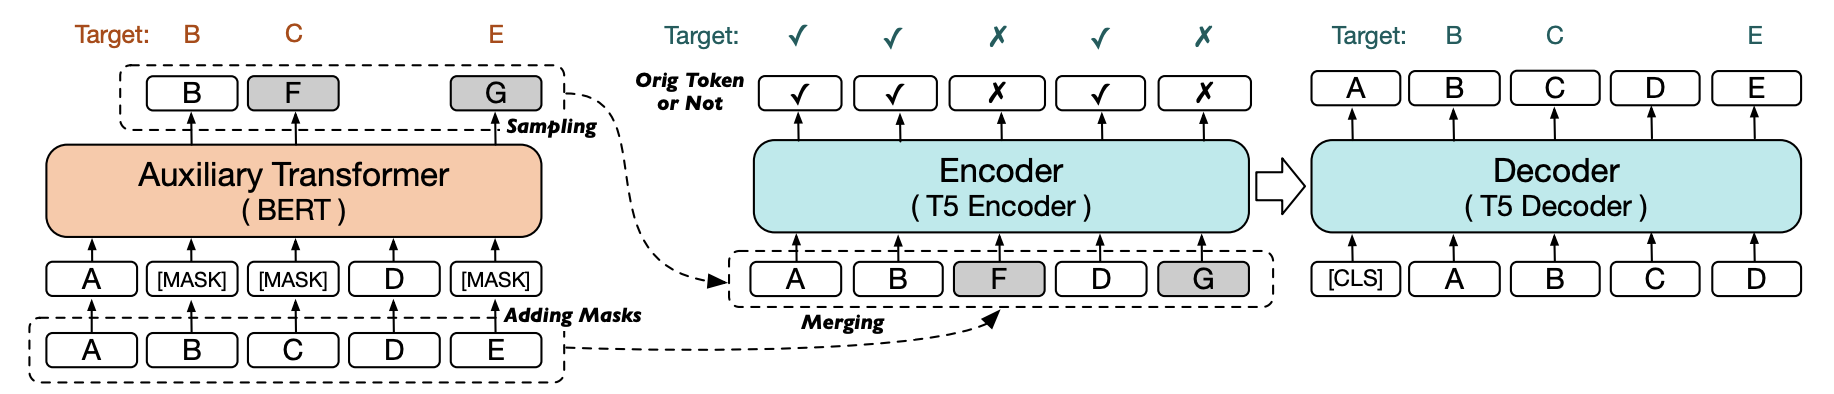 Target: B C E
B F G
Sampling
Auxiliary Transformer
( BERT )
A [MASK] [MASK] D [MASK]
Adding Masks
A B C D E
Target: ✓ ✓ ✗ ✓ ✗
Orig Token
or Not
✓ ✓ ✗ ✓ ✗
Encoder
( T5 Encoder )
A B F D G
Merging
Target: B C E
A B C D E
Decoder
( T5 Decoder )
[CLS] A B C D